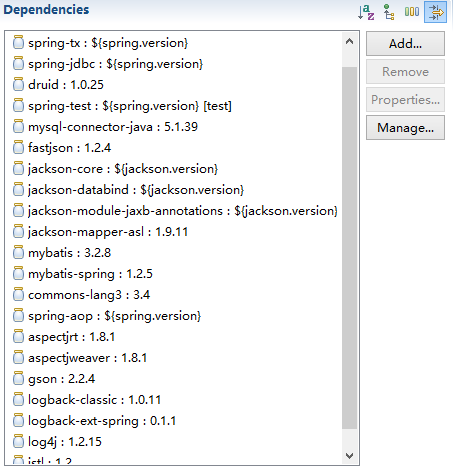 Dependencies
spring-tx : ${spring.version}
spring-jdbc : ${spring.version}
druid : 1.0.25
spring-test : ${spring.version} [test]
mysql-connector-java : 5.1.39
fastjson : 1.2.4
jackson-core : ${jackson.version}
jackson-databind : ${jackson.version}
jackson-module-jaxb-annotations : ${jackson.version}
jackson-mapper-asl : 1.9.11
mybatis : 3.2.8
mybatis-spring : 1.2.5
commons-lang3 : 3.4
spring-aop : ${spring.version}
aspectjrt : 1.8.1
aspectjweaver : 1.8.1
gson : 2.2.4
logback-classic : 1.0.11
logback-ext-spring : 0.1.1
log4j : 1.2.15
jstl : 1.2
Add...
Remove
Properties...
Manage...